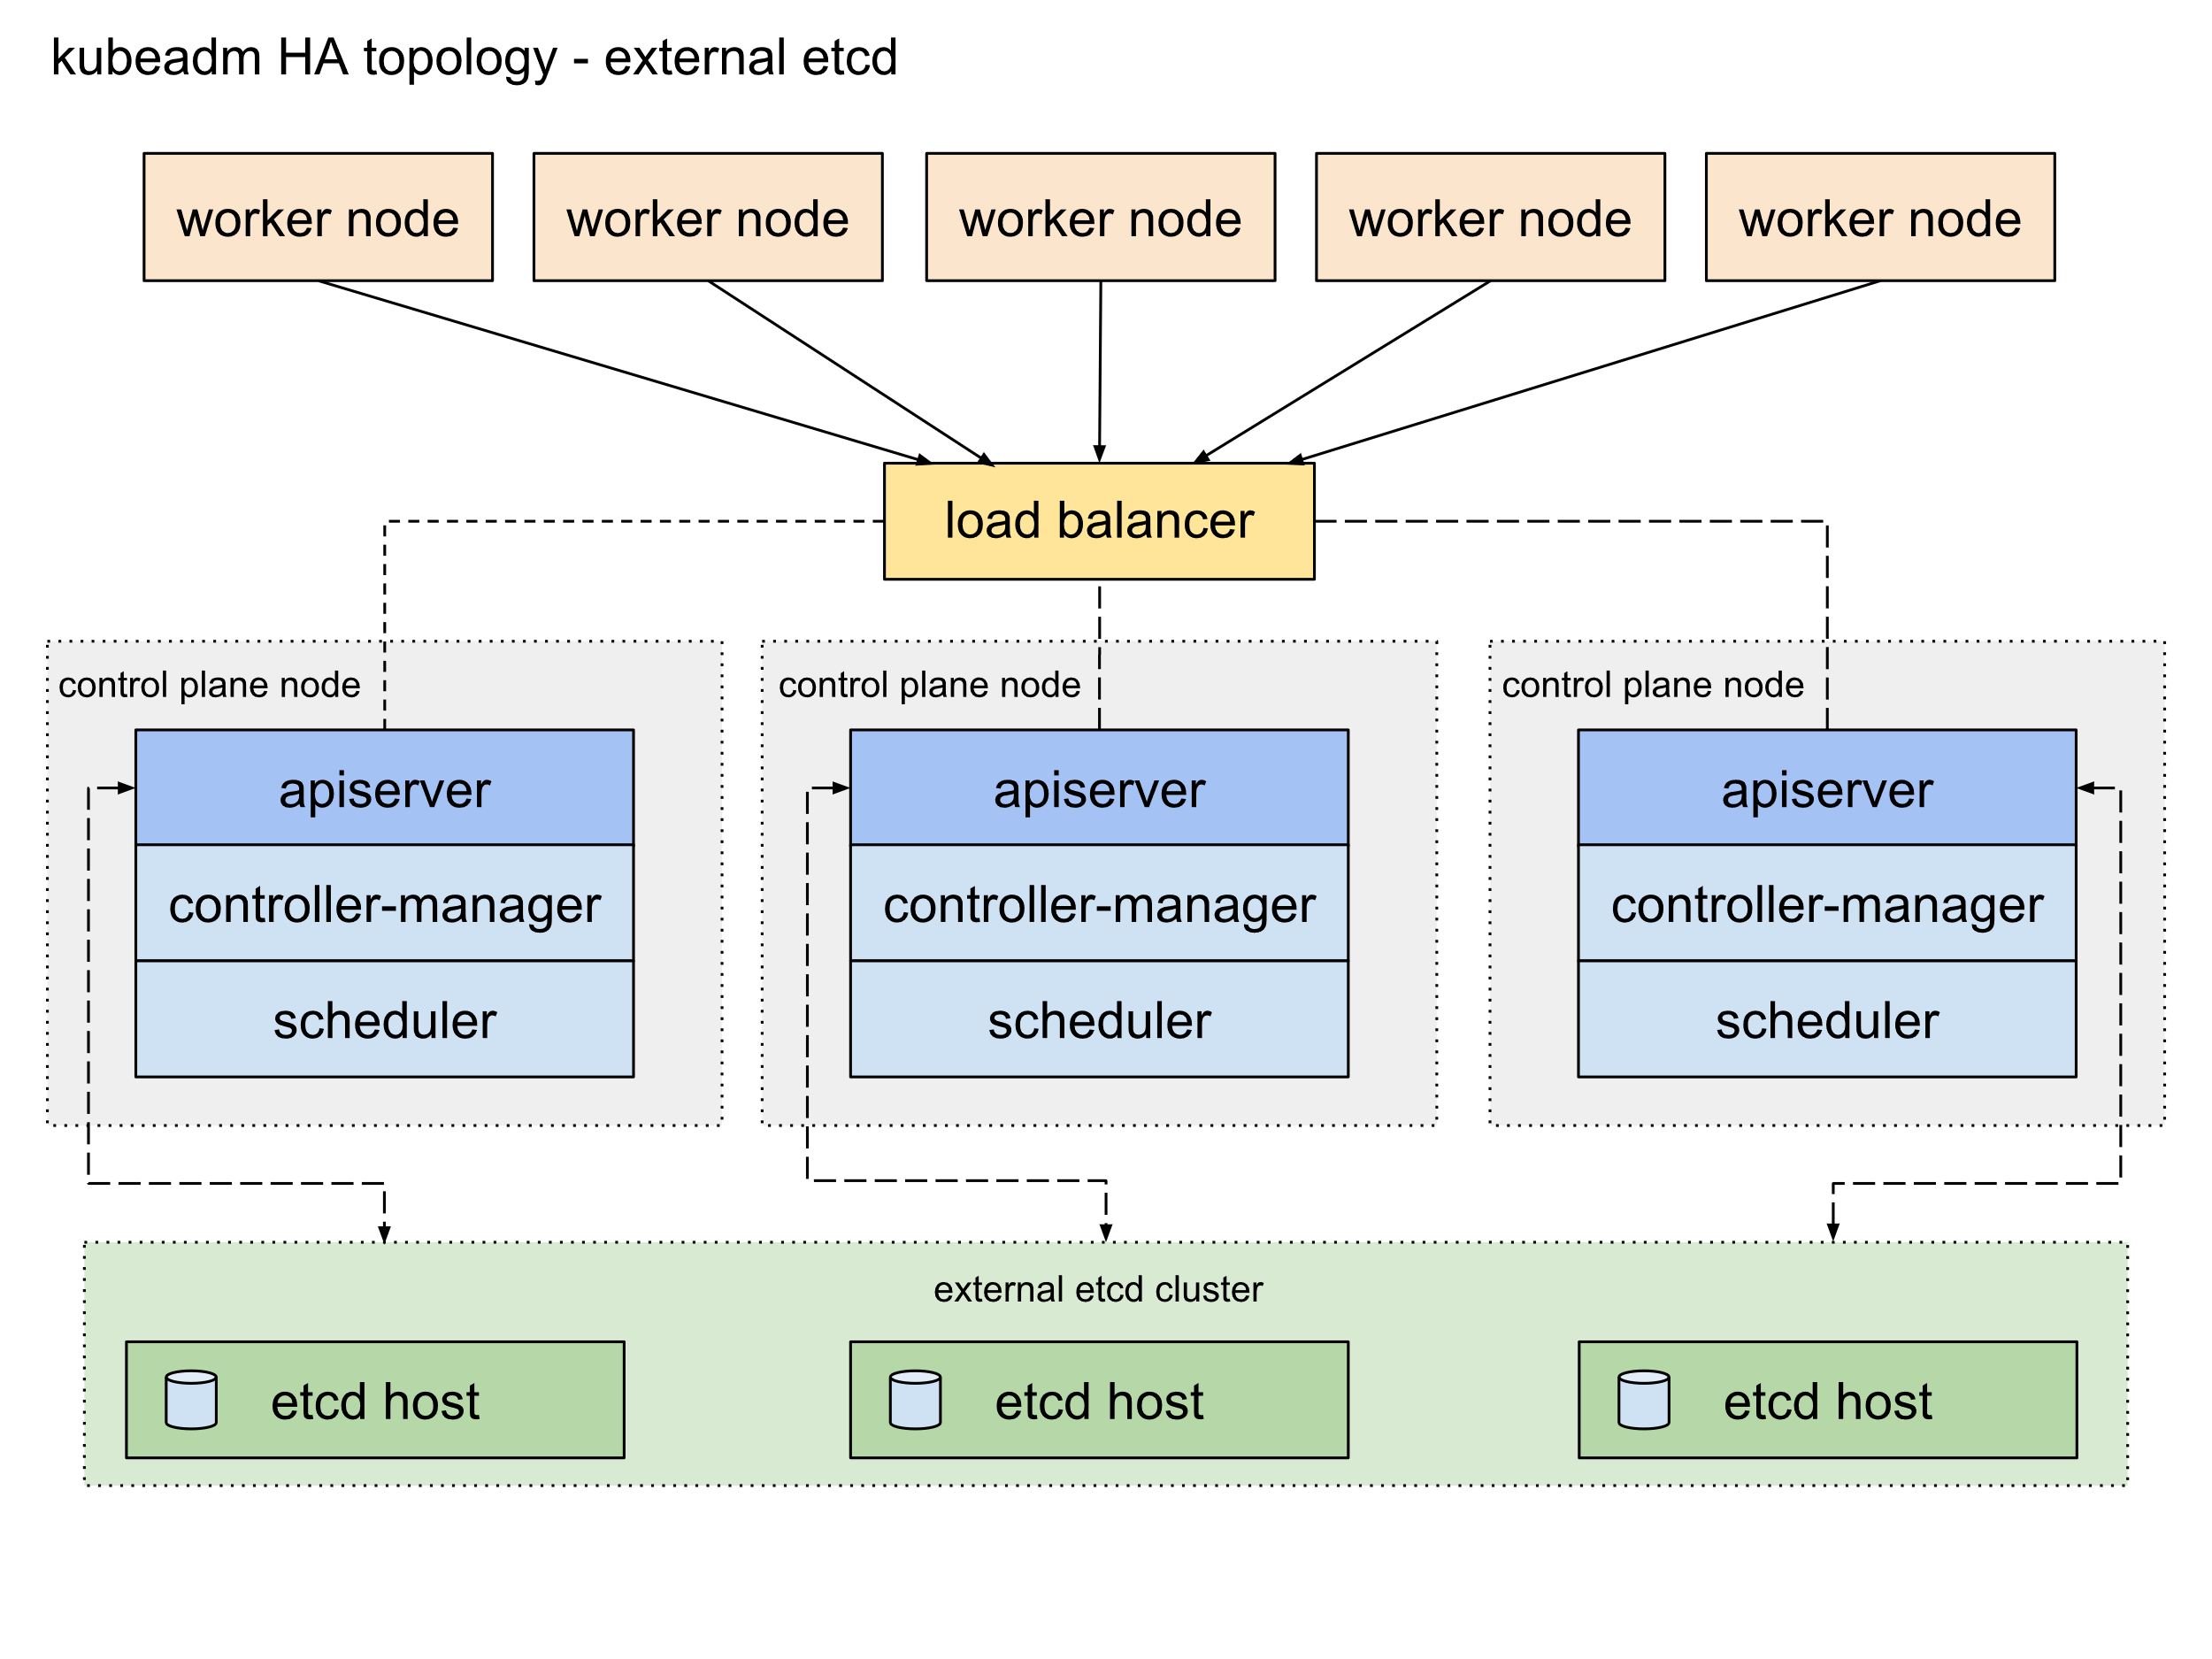 kubeadm HA topology - external etcd
worker node
worker node
worker node
worker node
worker node
load balancer
control plane node
control plane node
control plane node
apiserver
apiserver
apiserver
controller-manager
controller-manager
controller-manager
scheduler
scheduler
scheduler
external etcd cluster
etcd host
etcd host
etcd host